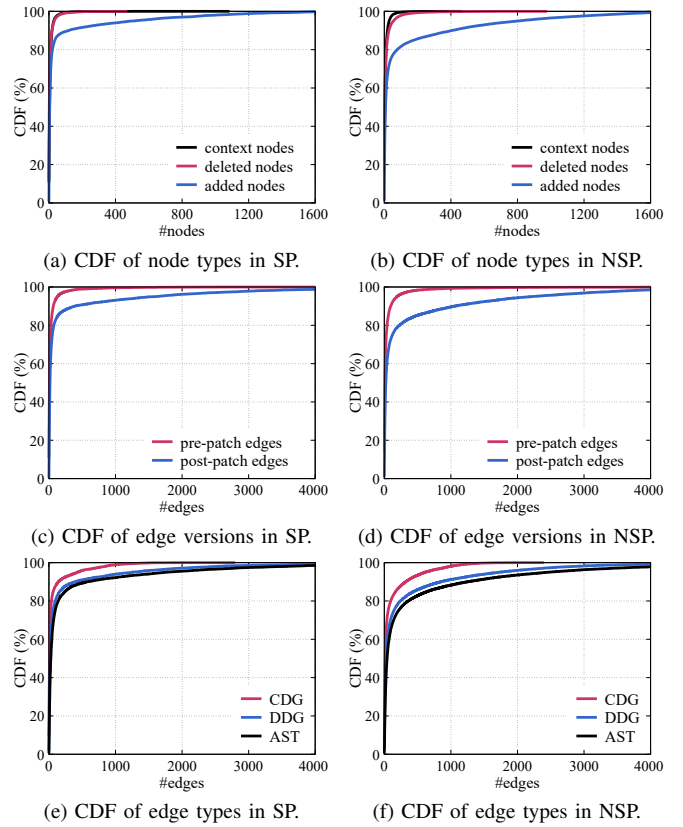 100
80
60
40
20
0
CDF (%)
context nodes
deleted nodes
added nodes
0 400 800 1200 1600
#nodes
(a) CDF of node types in SP.
100
80
60
40
20
0
CDF (%)
context nodes
deleted nodes
added nodes
0 400 800 1200 1600
#nodes
(b) CDF of node types in NSP.
100
80
60
40
20
0
CDF (%)
pre-patch edges
post-patch edges
0 1000 2000 3000 4000
#edges
(c) CDF of edge versions in SP.
100
80
60
40
20
0
CDF (%)
pre-patch edges
post-patch edges
0 1000 2000 3000 4000
#edges
(d) CDF of edge versions in NSP.
100
80
60
40
20
0
CDF (%)
CDG
DDG
AST
0 1000 2000 3000 4000
#edges
(e) CDF of edge types in SP.
100
80
60
40
20
0
CDF (%)
CDG
DDG
AST
0 1000 2000 3000 4000
#edges
(f) CDF of edge types in NSP.